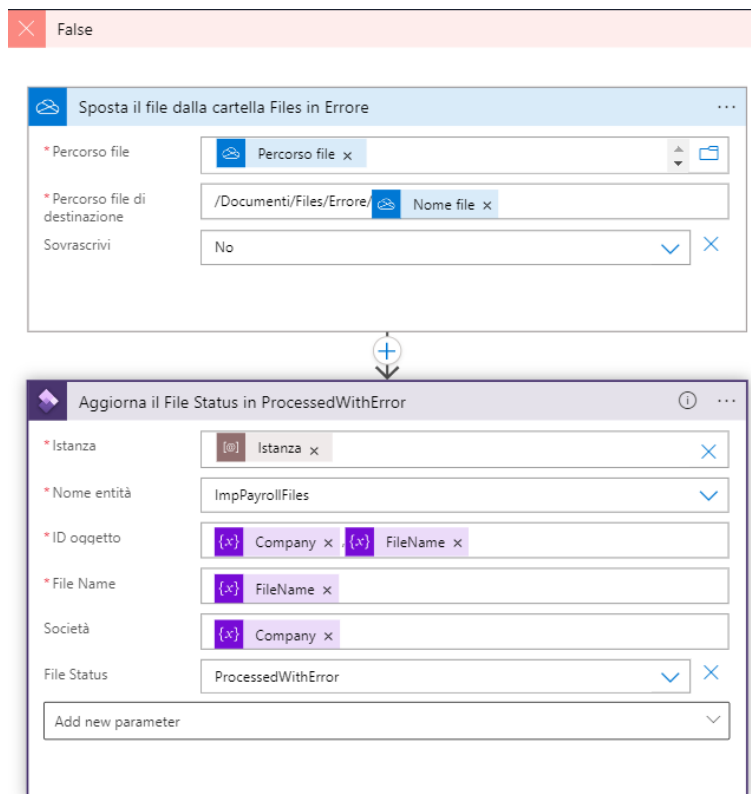 False
Sposta il file dalla cartella Files in Errore
* Percorso file
Percorso file ×
* Percorso file di
destinazione
/Documenti/Files/Errore/ Nome file ×
Sovrascrivi
No
Aggiorna il File Status in ProcessedWithError
* Istanza
[@] Istanza ×
* Nome entità
ImpPayrollFiles
* ID oggetto
{x} Company × , {x} FileName ×
* File Name
{x} FileName ×
Società
{x} Company ×
File Status
ProcessedWithError
Add new parameter